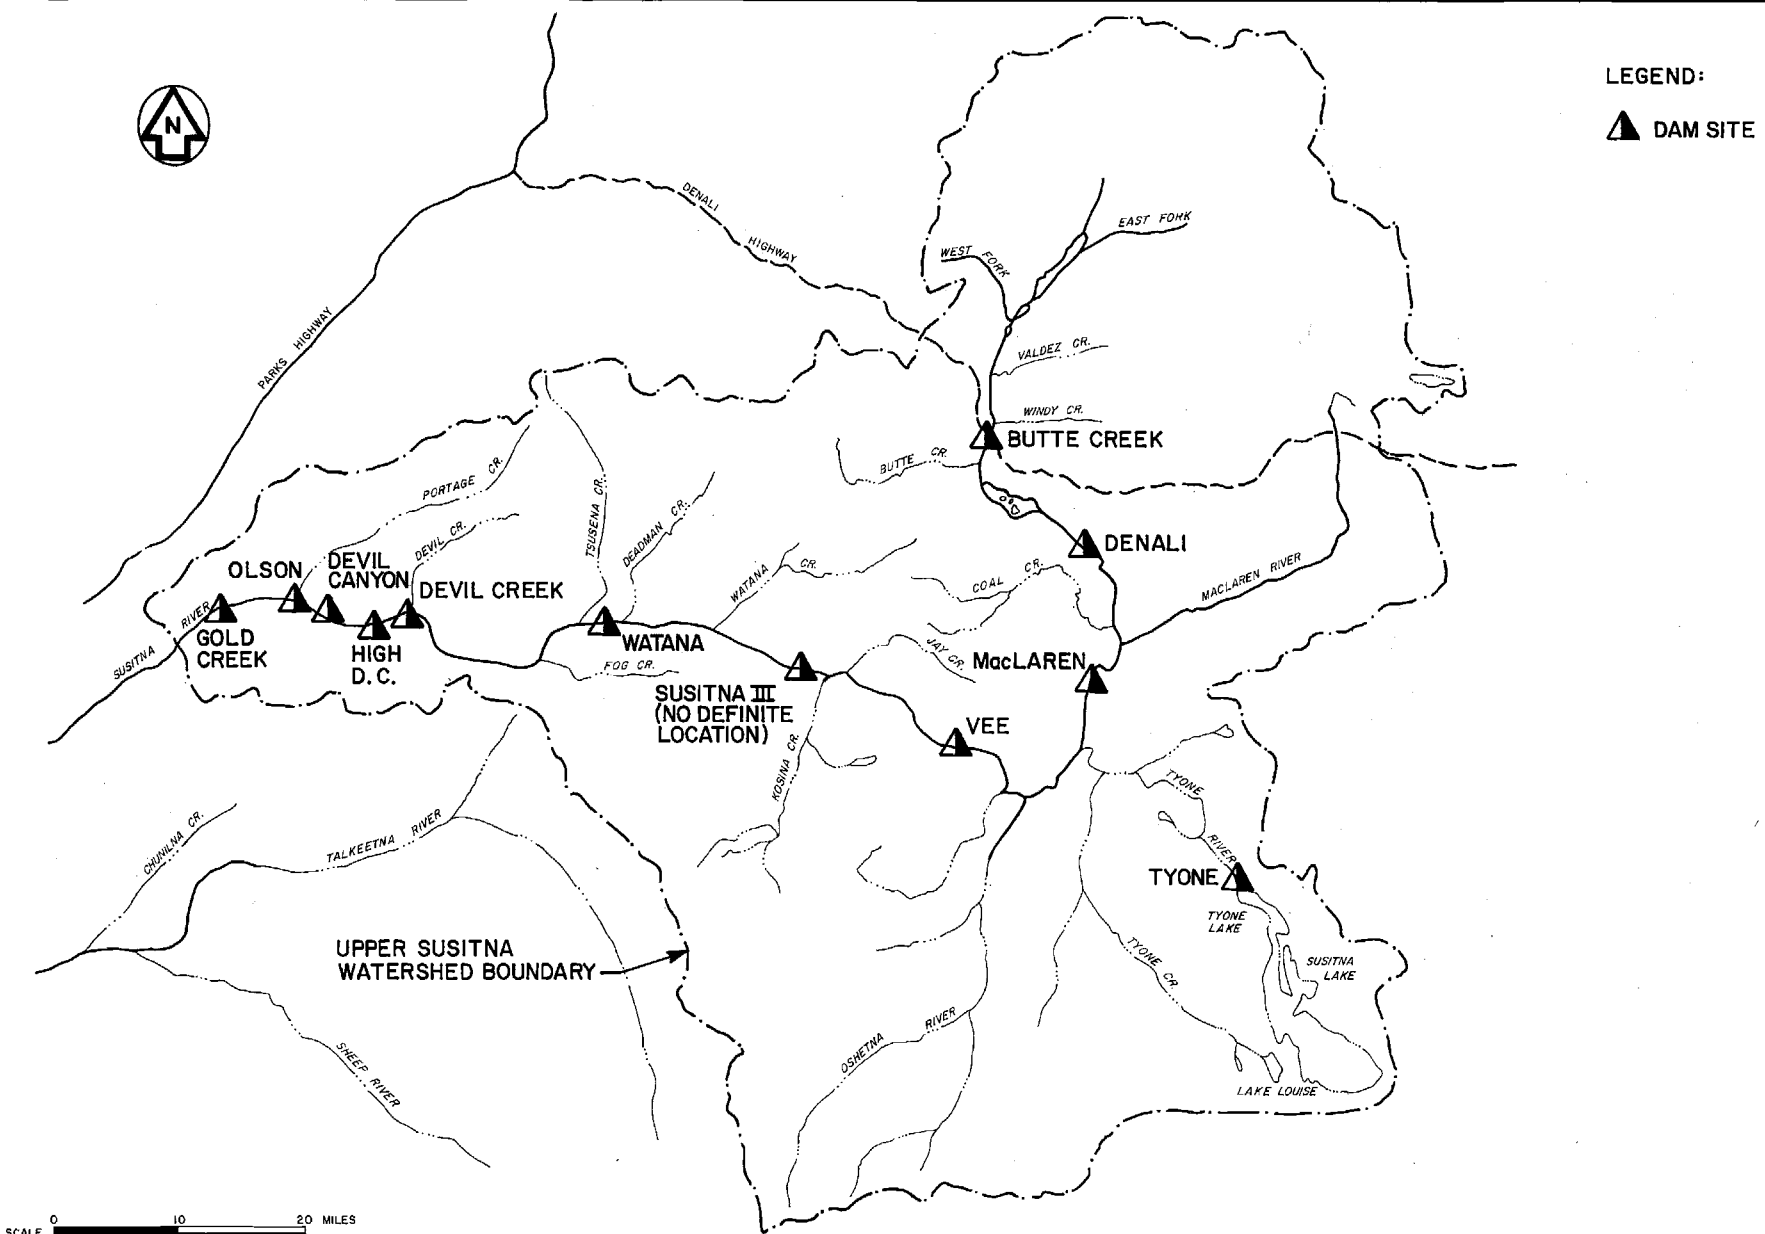 N
LEGEND:
DAM SITE
DENALI
HIGHWAY
PARKS HIGHWAY
EAST FORK
WEST FORK
VALDEZ CR.
WINDY CR.
BUTTE CREEK
BUTTE CR.
PORTAGE CR.
DEVIL CR.
TSUSENA CR.
DEADMAN CR.
WATANA CR.
COAL CR.
DENALI
MACLAREN RIVER
OLSON
DEVIL
CANYON
DEVIL CREEK
SUSITNA RIVER
GOLD
CREEK
HIGH
D. C.
WATANA
FOG CR.
JAY CR.
MacLAREN
SUSITNA III
(NO DEFINITE
LOCATION)
VEE
KOSINA CR.
TYONE RIVER
CHUNILNA CR.
TALKEETNA RIVER
TYONE
TYONE
LAKE
UPPER SUSITNA
WATERSHED BOUNDARY
TYONE CR.
SUSITNA
LAKE
OSHETNA RIVER
SHEEP RIVER
LAKE LOUISE
SCALE 0 10 20 MILES